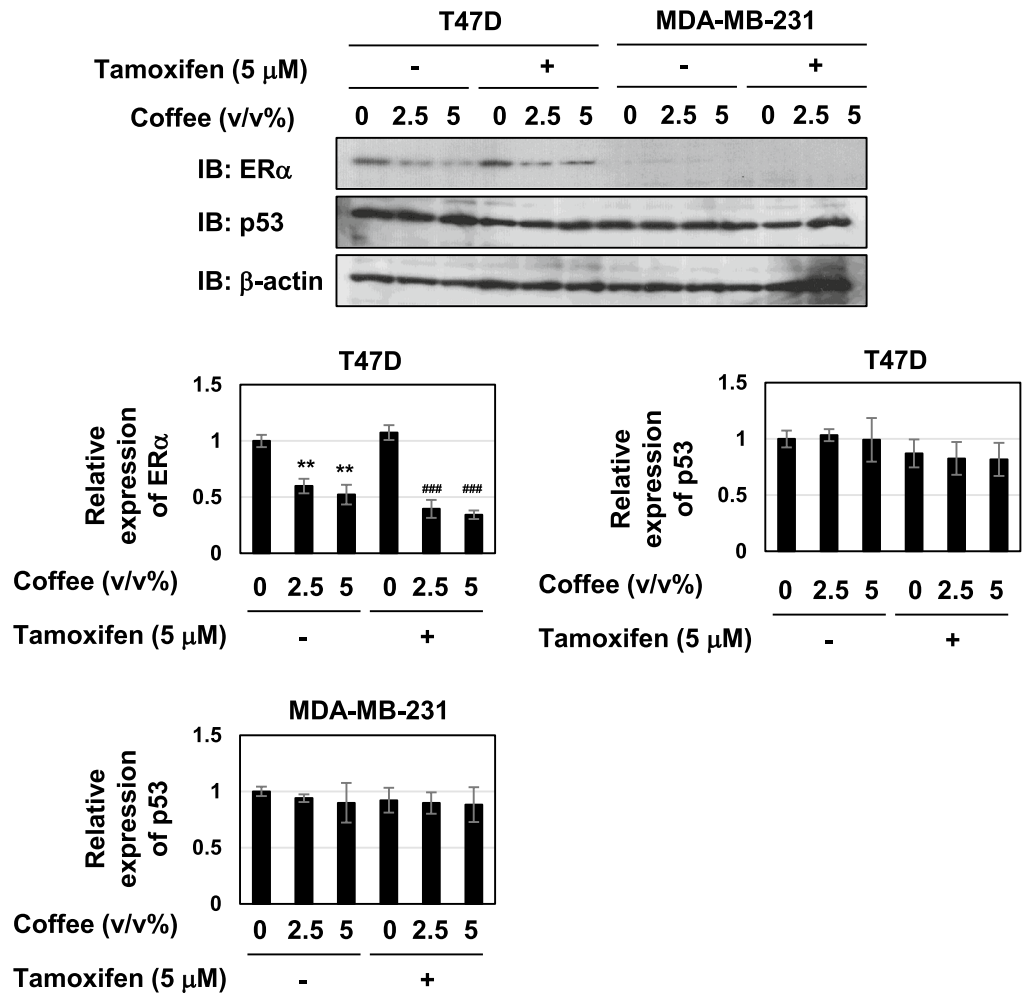 T47D MDA-MB-231
Tamoxifen (5 μM) - + - +
Coffee (v/v%) 0 2.5 5 0 2.5 5 0 2.5 5 0 2.5 5
IB: ERα
IB: p53
IB: β-actin
T47D
1.5
1
0.5
0
Relative
expression
of ERα
** ** ### ###
Coffee (v/v%) 0 2.5 5 0 2.5 5
Tamoxifen (5 μM) - +
T47D
1.5
1
0.5
0
Relative
expression
of p53
Coffee (v/v%) 0 2.5 5 0 2.5 5
Tamoxifen (5 μM) - +
MDA-MB-231
1.5
1
0.5
0
Relative
expression
of p53
Coffee (v/v%) 0 2.5 5 0 2.5 5
Tamoxifen (5 μM) - +